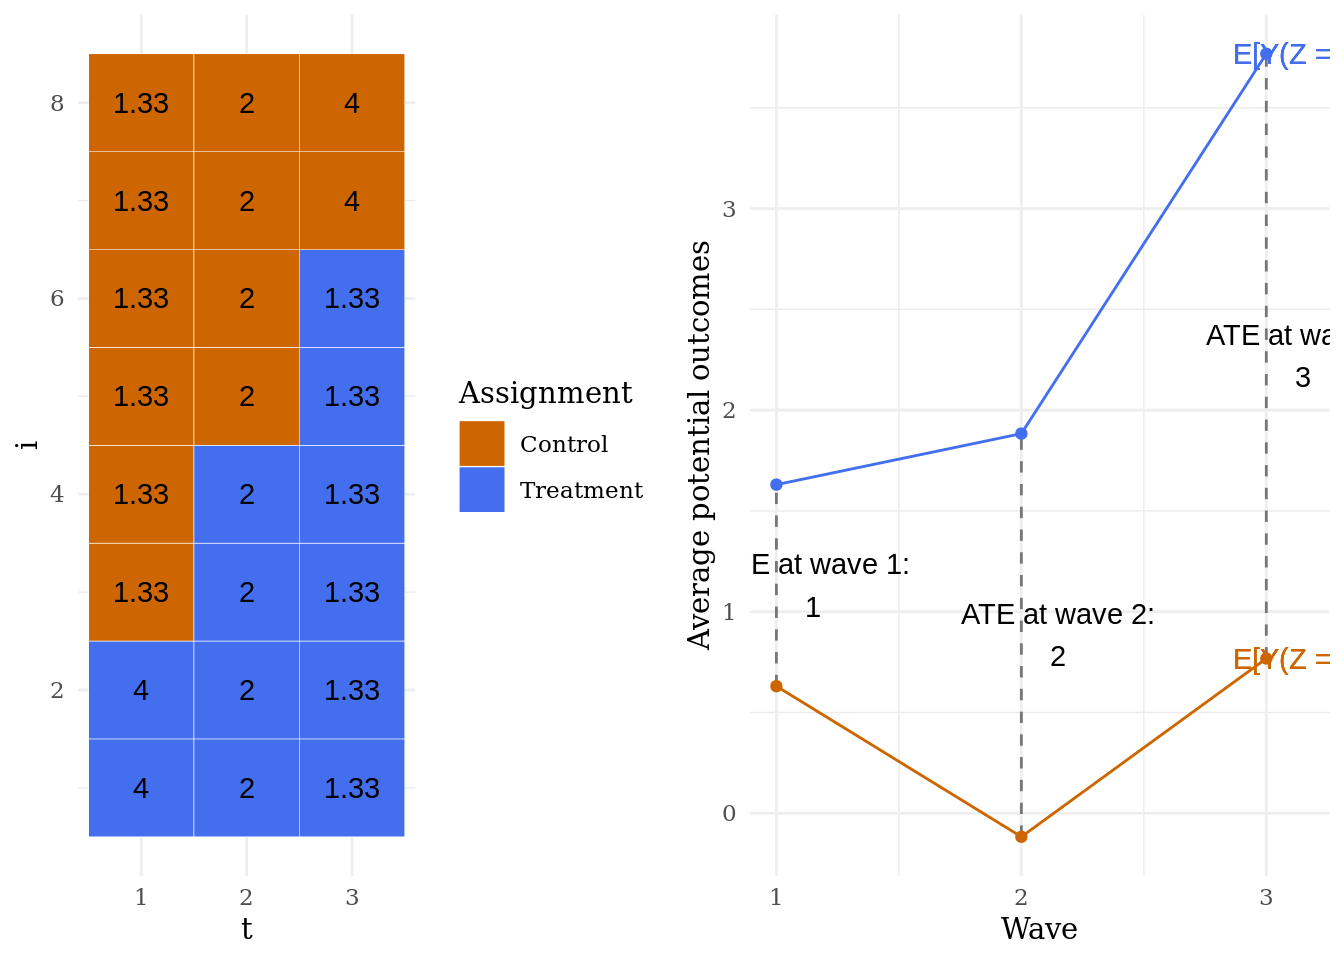 8
1.33 2 4
1.33 2 4
6
1.33 2 1.33
1.33 2 1.33
4
1.33 2 1.33
1.33 2 1.33
2
4 2 1.33
4 2 1.33
i
1 2 3
t
Assignment
Control
Treatment
Average potential outcomes
3
2
1
0
E[Y(Z =
ATE at wa
3
E at wave 1:
1
ATE at wave 2:
2
E[Y(Z =
1 2 3
Wave